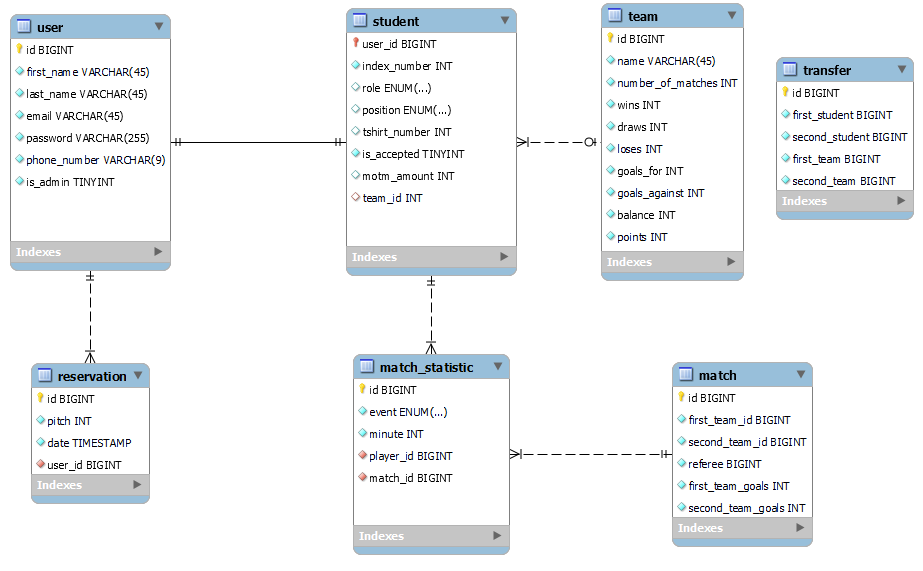 user
id BIGINT
first_name VARCHAR(45)
last_name VARCHAR(45)
email VARCHAR(45)
password VARCHAR(255)
phone_number VARCHAR(9)
is_admin TINYINT
Indexes
student
user_id BIGINT
index_number INT
role ENUM(...)
position ENUM(...)
tshirt_number INT
is_accepted TINYINT
motm_amount INT
team_id INT
Indexes
team
id BIGINT
name VARCHAR(45)
number_of_matches INT
wins INT
draws INT
loses INT
goals_for INT
goals_against INT
balance INT
points INT
Indexes
transfer
id BIGINT
first_student BIGINT
second_student BIGINT
first_team BIGINT
second_team BIGINT
Indexes
reservation
id BIGINT
pitch INT
date TIMESTAMP
user_id BIGINT
Indexes
match_statistic
id BIGINT
event ENUM(...)
minute INT
player_id BIGINT
match_id BIGINT
Indexes
match
id BIGINT
first_team_id BIGINT
second_team_id BIGINT
referee BIGINT
first_team_goals INT
second_team_goals INT
Indexes